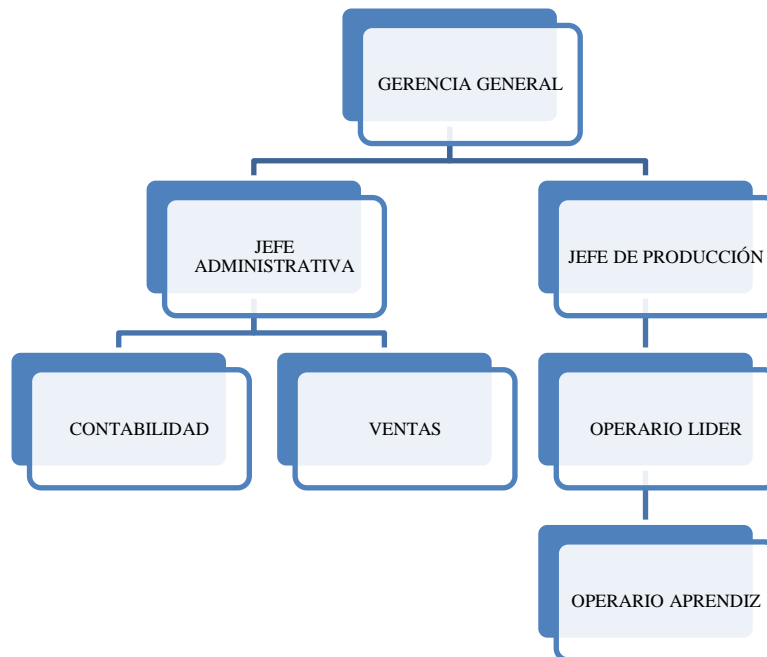 GERENCIA GENERAL
JEFE
ADMINISTRATIVA
JEFE DE PRODUCCIÓN
CONTABILIDAD
VENTAS
OPERARIO LIDER
OPERARIO APRENDIZ